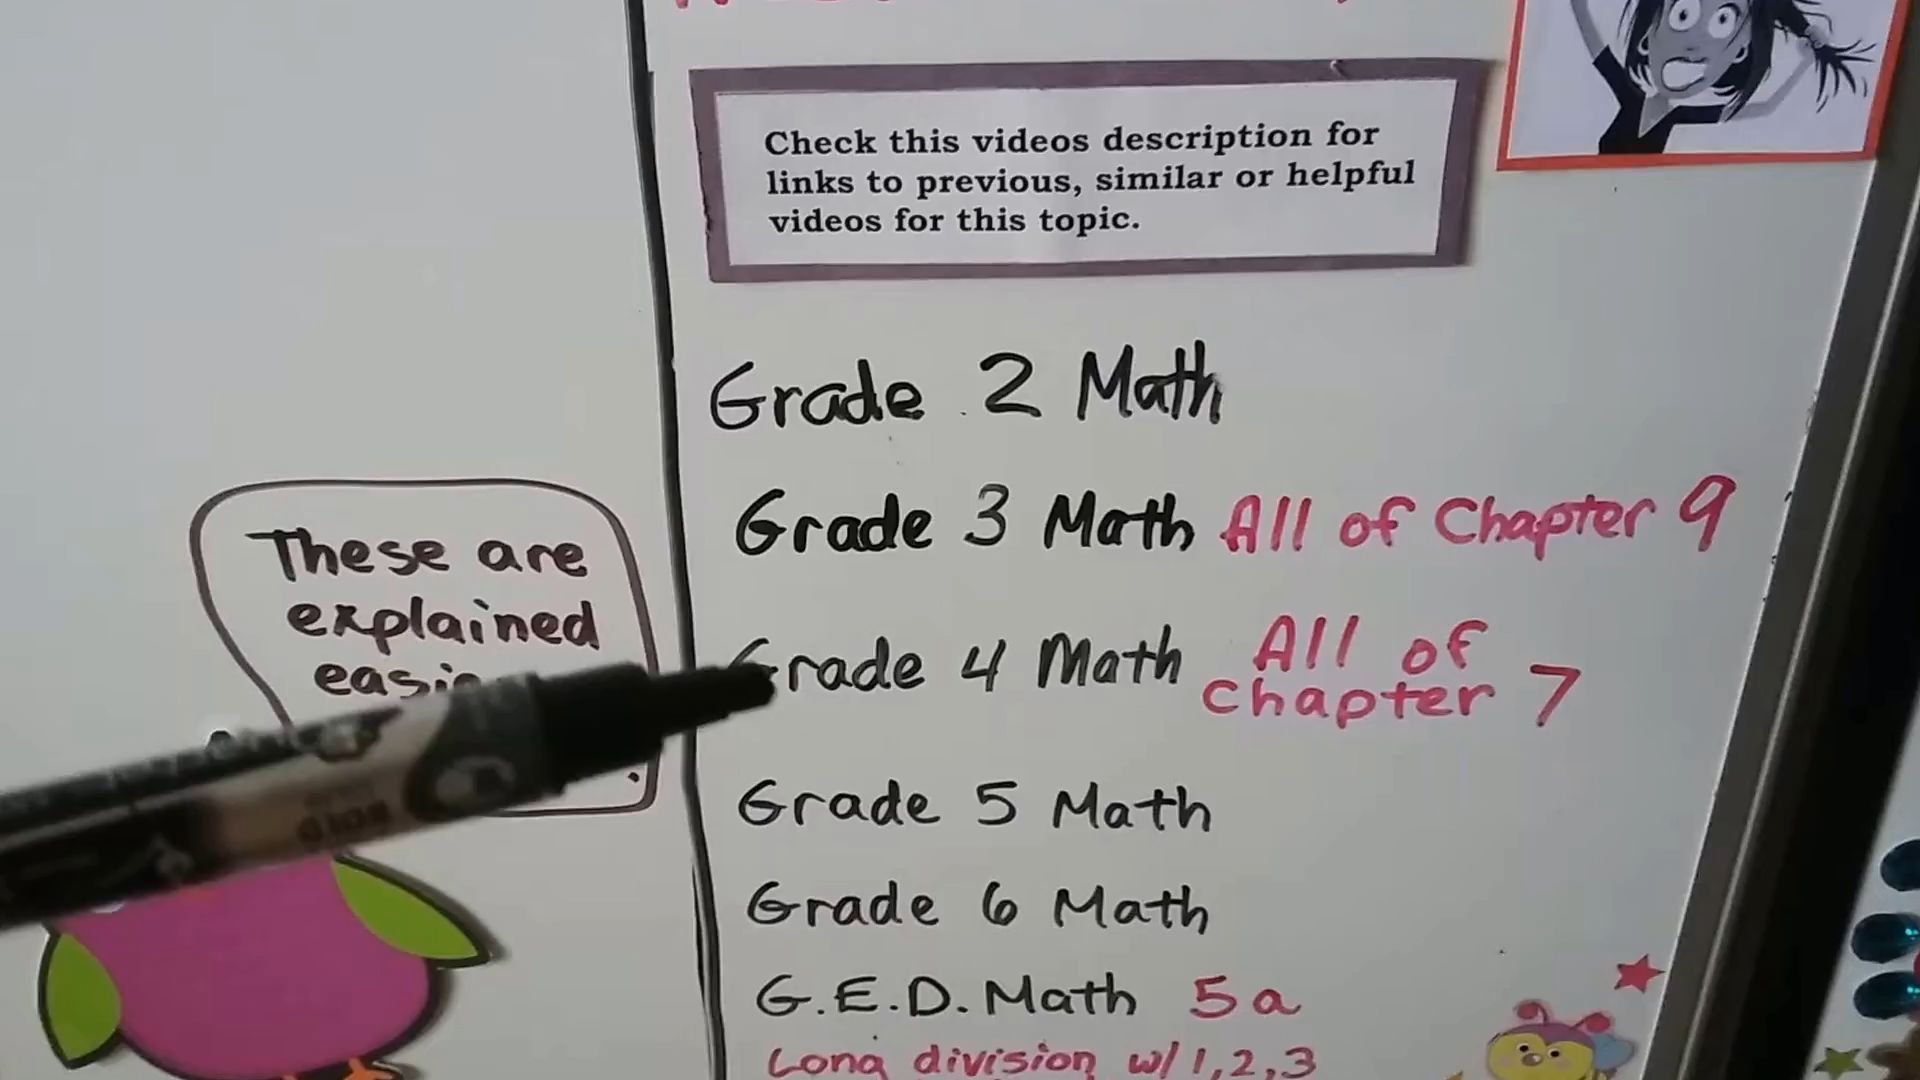 Check this videos description for
links to previous, similar or helpful
videos for this topic.
Grade 2 Math
Grade 3 Math All of Chapter 9
Grade 4 Math All of
Chapter 7
Grade 5 Math
Grade 6 Math
G.E.D. Math 5a
Long division w/ 1,2,3
These are
explained
BOLD